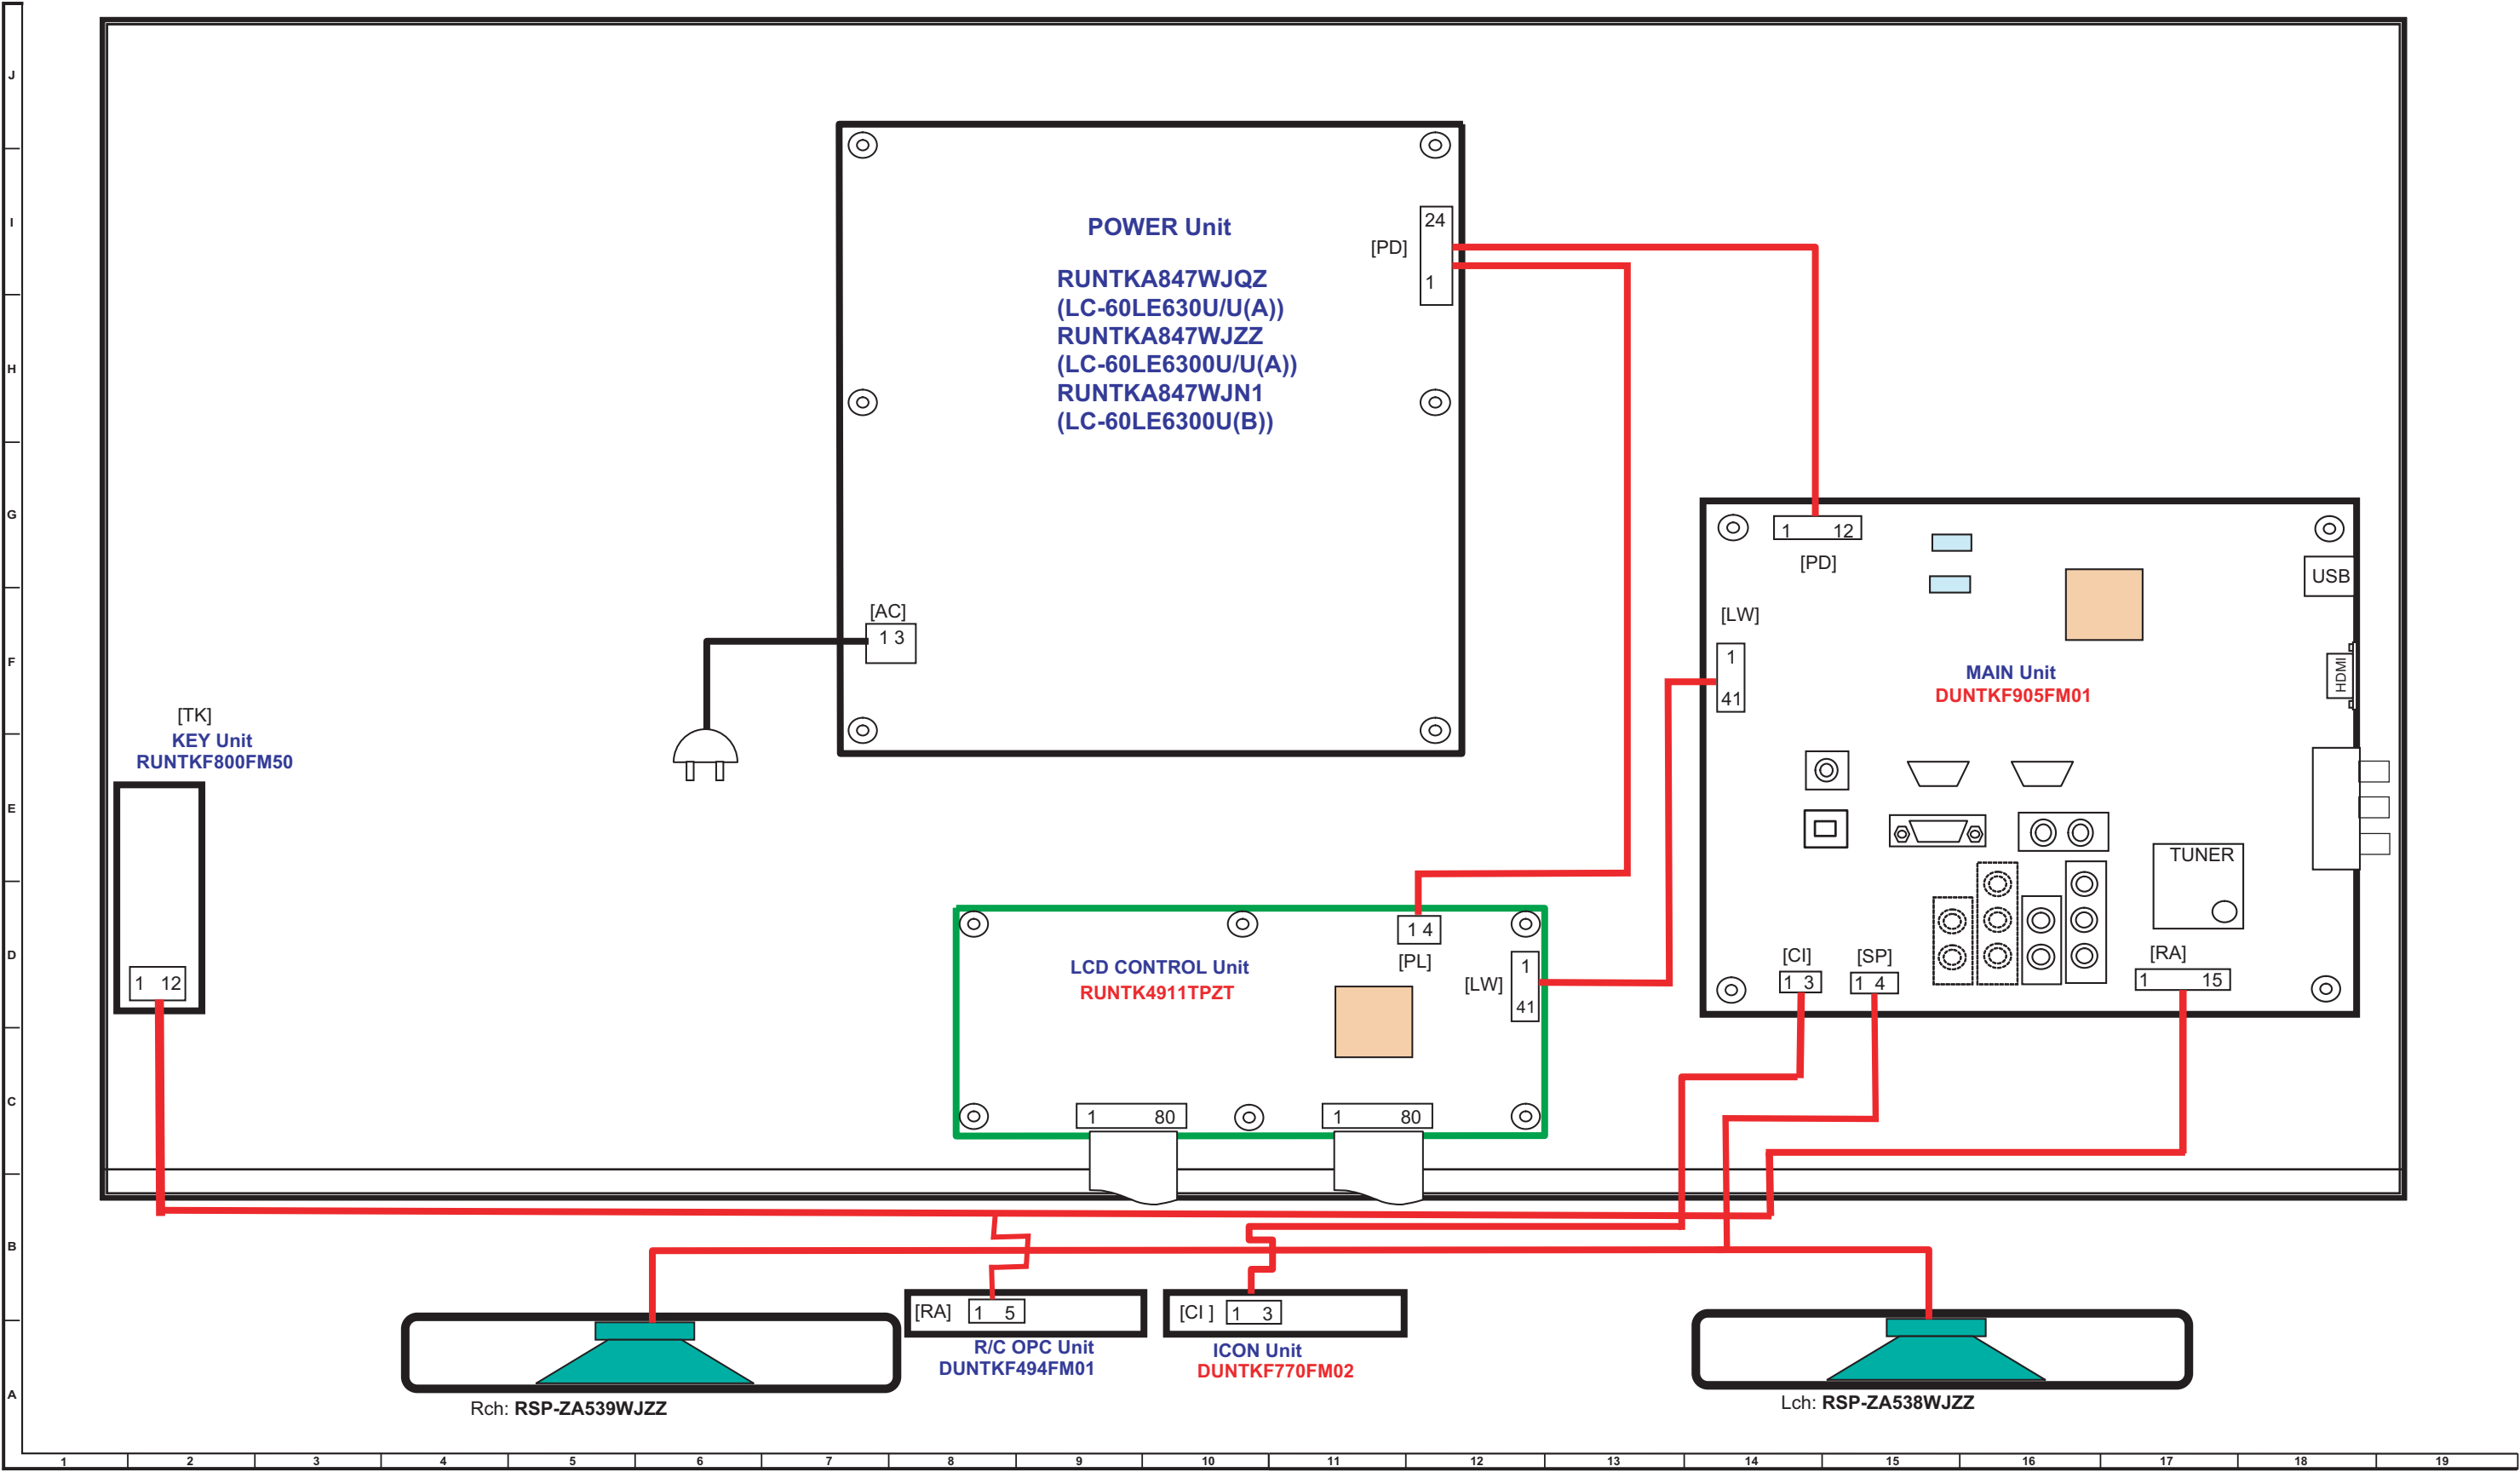 J
I
H
G
F
E
D
C
B
A
POWER Unit
RUNTKA847WJQZ
(LC-60LE630U/U(A))
RUNTKA847WJZZ
(LC-60LE6300U/U(A))
RUNTKA847WJN1
(LC-60LE6300U(B))
[PD]
24
1
[AC]
1 3
[TK]
KEY Unit
RUNTKF800FM50
1 12
1 12
[PD]
USB
[LW]
1
41
HDMI
MAIN Unit
DUNTKF905FM01
TUNER
[CI]
1 3
[SP]
1 4
[RA]
1 15
LCD CONTROL Unit
RUNTK4911TPZT
1 4
[PL]
[LW]
1
41
1 80
1 80
[RA] 1 5
R/C OPC Unit
DUNTKF494FM01
[CI ] 1 3
ICON Unit
DUNTKF770FM02
Rch: RSP-ZA539WJZZ
Lch: RSP-ZA538WJZZ
1 2 3 4 5 6 7 8 9 10 11 12 13 14 15 16 17 18 19